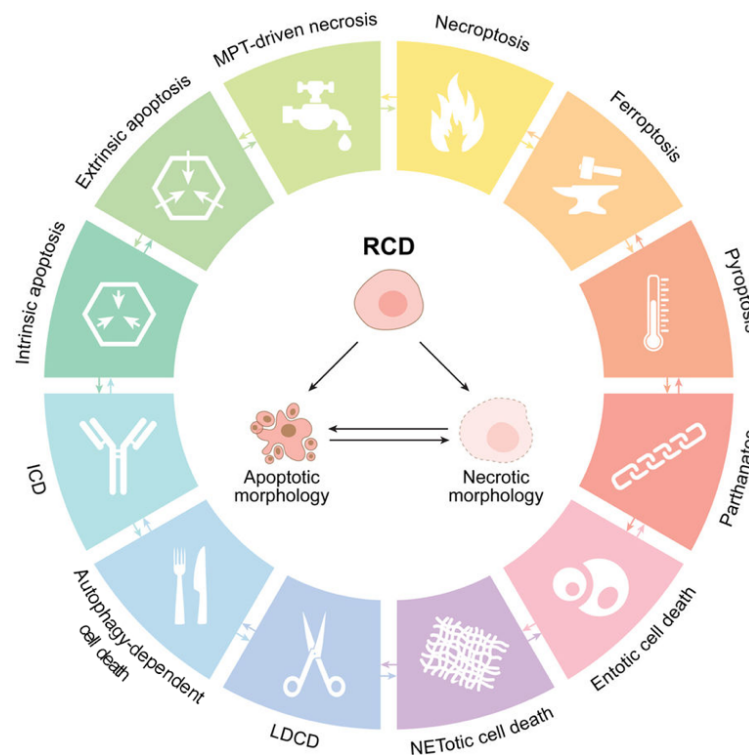 MPT-driven necrosis
Necroptosis
Extrinsic apoptosis
Ferroptosis
Intrinsic apoptosis
RCD
Pyroptosis
Apoptotic
morphology
Necrotic
morphology
ICD
Parthanatos
Autophagy-dependent
cell death
Entotic cell death
LDCD
NETotic cell death